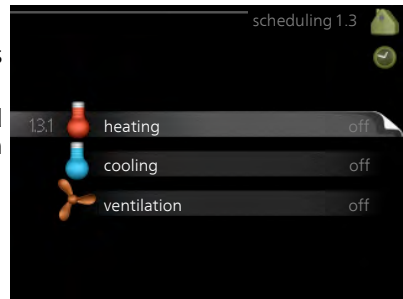 scheduling 1.3
1.3.1 heating off
cooling off
ventilation off